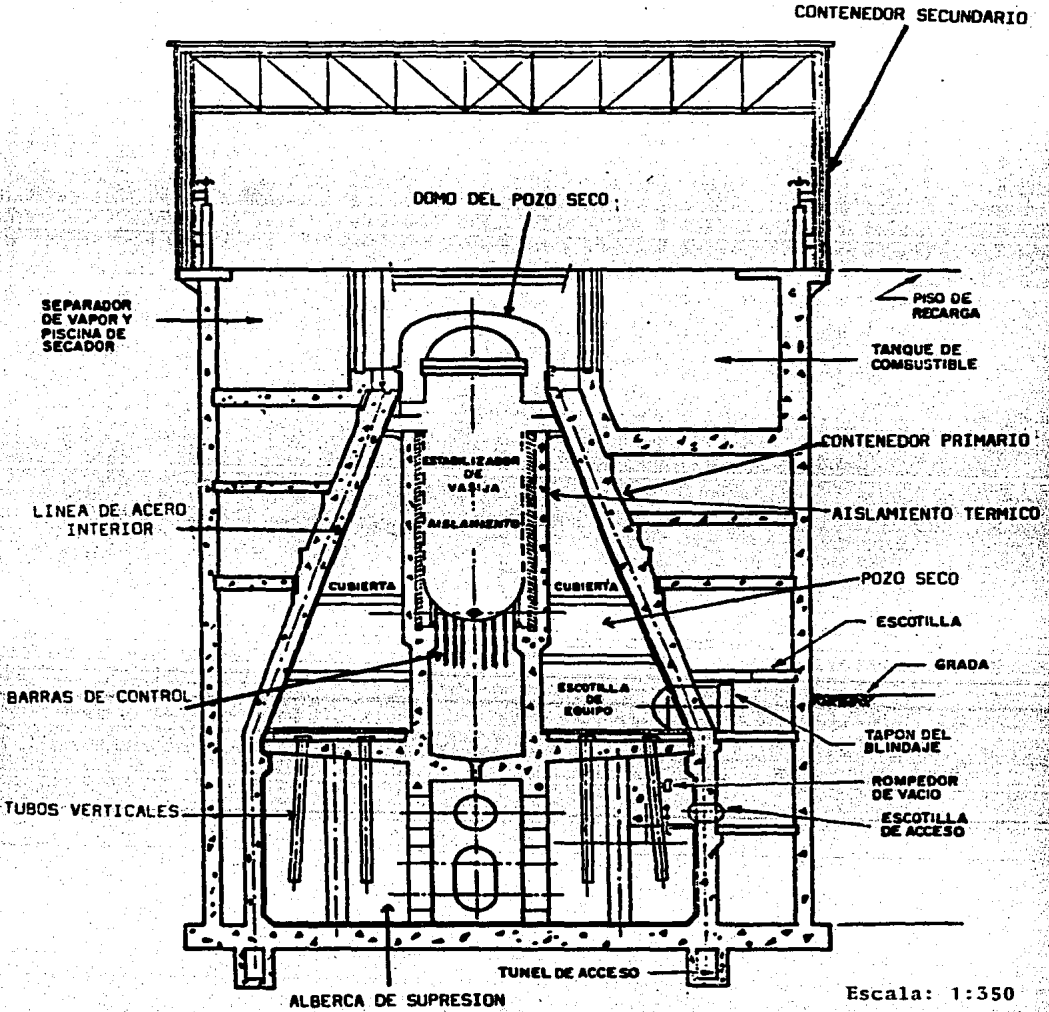 CONTENEDOR SECUNDARIO
DOMO DEL POZO SECO
SEPARADOR
DE VAPOR Y
PISCINA DE
SECADOR
PISO DE
RECARGA
TANQUE DE
COMBUSTIBLE
CONTENEDOR PRIMARIO
ESTABILIZADOR
DE
VASIJA
AISLAMIENTO
LINEA DE ACERO
INTERIOR
AISLAMIENTO TERMICO
CUBIERTA
CUBIERTA
POZO SECO
ESCOTILLA
GRADA
BARRAS DE CONTROL
ESCOTILLA
DE
EQUIPO
TAPON DEL
BLINDAJE
ROMPEDOR
DE VACIO
TUBOS VERTICALES
ESCOTILLA
DE ACCESO
TUNEL DE ACCESO
ALBERCA DE SUPRESION
Escala: 1:350